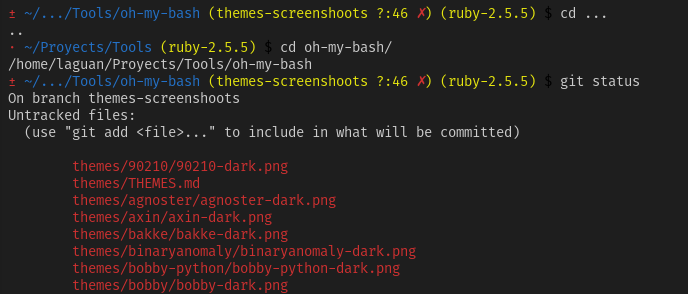 ± ~/.../Tools/oh-my-bash (themes-screenshoots ?:46 ✗) (ruby-2.5.5) $ cd ...
..
· ~/Proyects/Tools (ruby-2.5.5) $ cd oh-my-bash/
/home/laguan/Proyects/Tools/oh-my-bash
± ~/.../Tools/oh-my-bash (themes-screenshoots ?:46 ✗) (ruby-2.5.5) $ git status
On branch themes-screenshoots
Untracked files:
  (use "git add <file>..." to include in what will be committed)
        themes/90210/90210-dark.png
        themes/THEMES.md
        themes/agnoster/agnoster-dark.png
        themes/axin/axin-dark.png
        themes/bakke/bakke-dark.png
        themes/binaryanomaly/binaryanomaly-dark.png
        themes/bobby-python/bobby-python-dark.png
        themes/bobby/bobby-dark.png